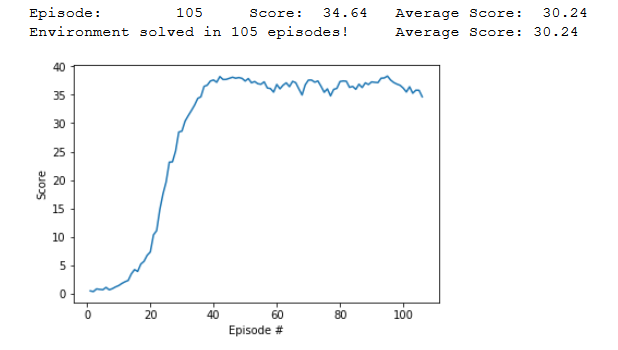 Episode: 105 Score: 34.64 Average Score: 30.24
Environment solved in 105 episodes! Average Score: 30.24
40
35
30
25
20
15
10
5
0
Score
0 20 40 60 80 100
Episode #